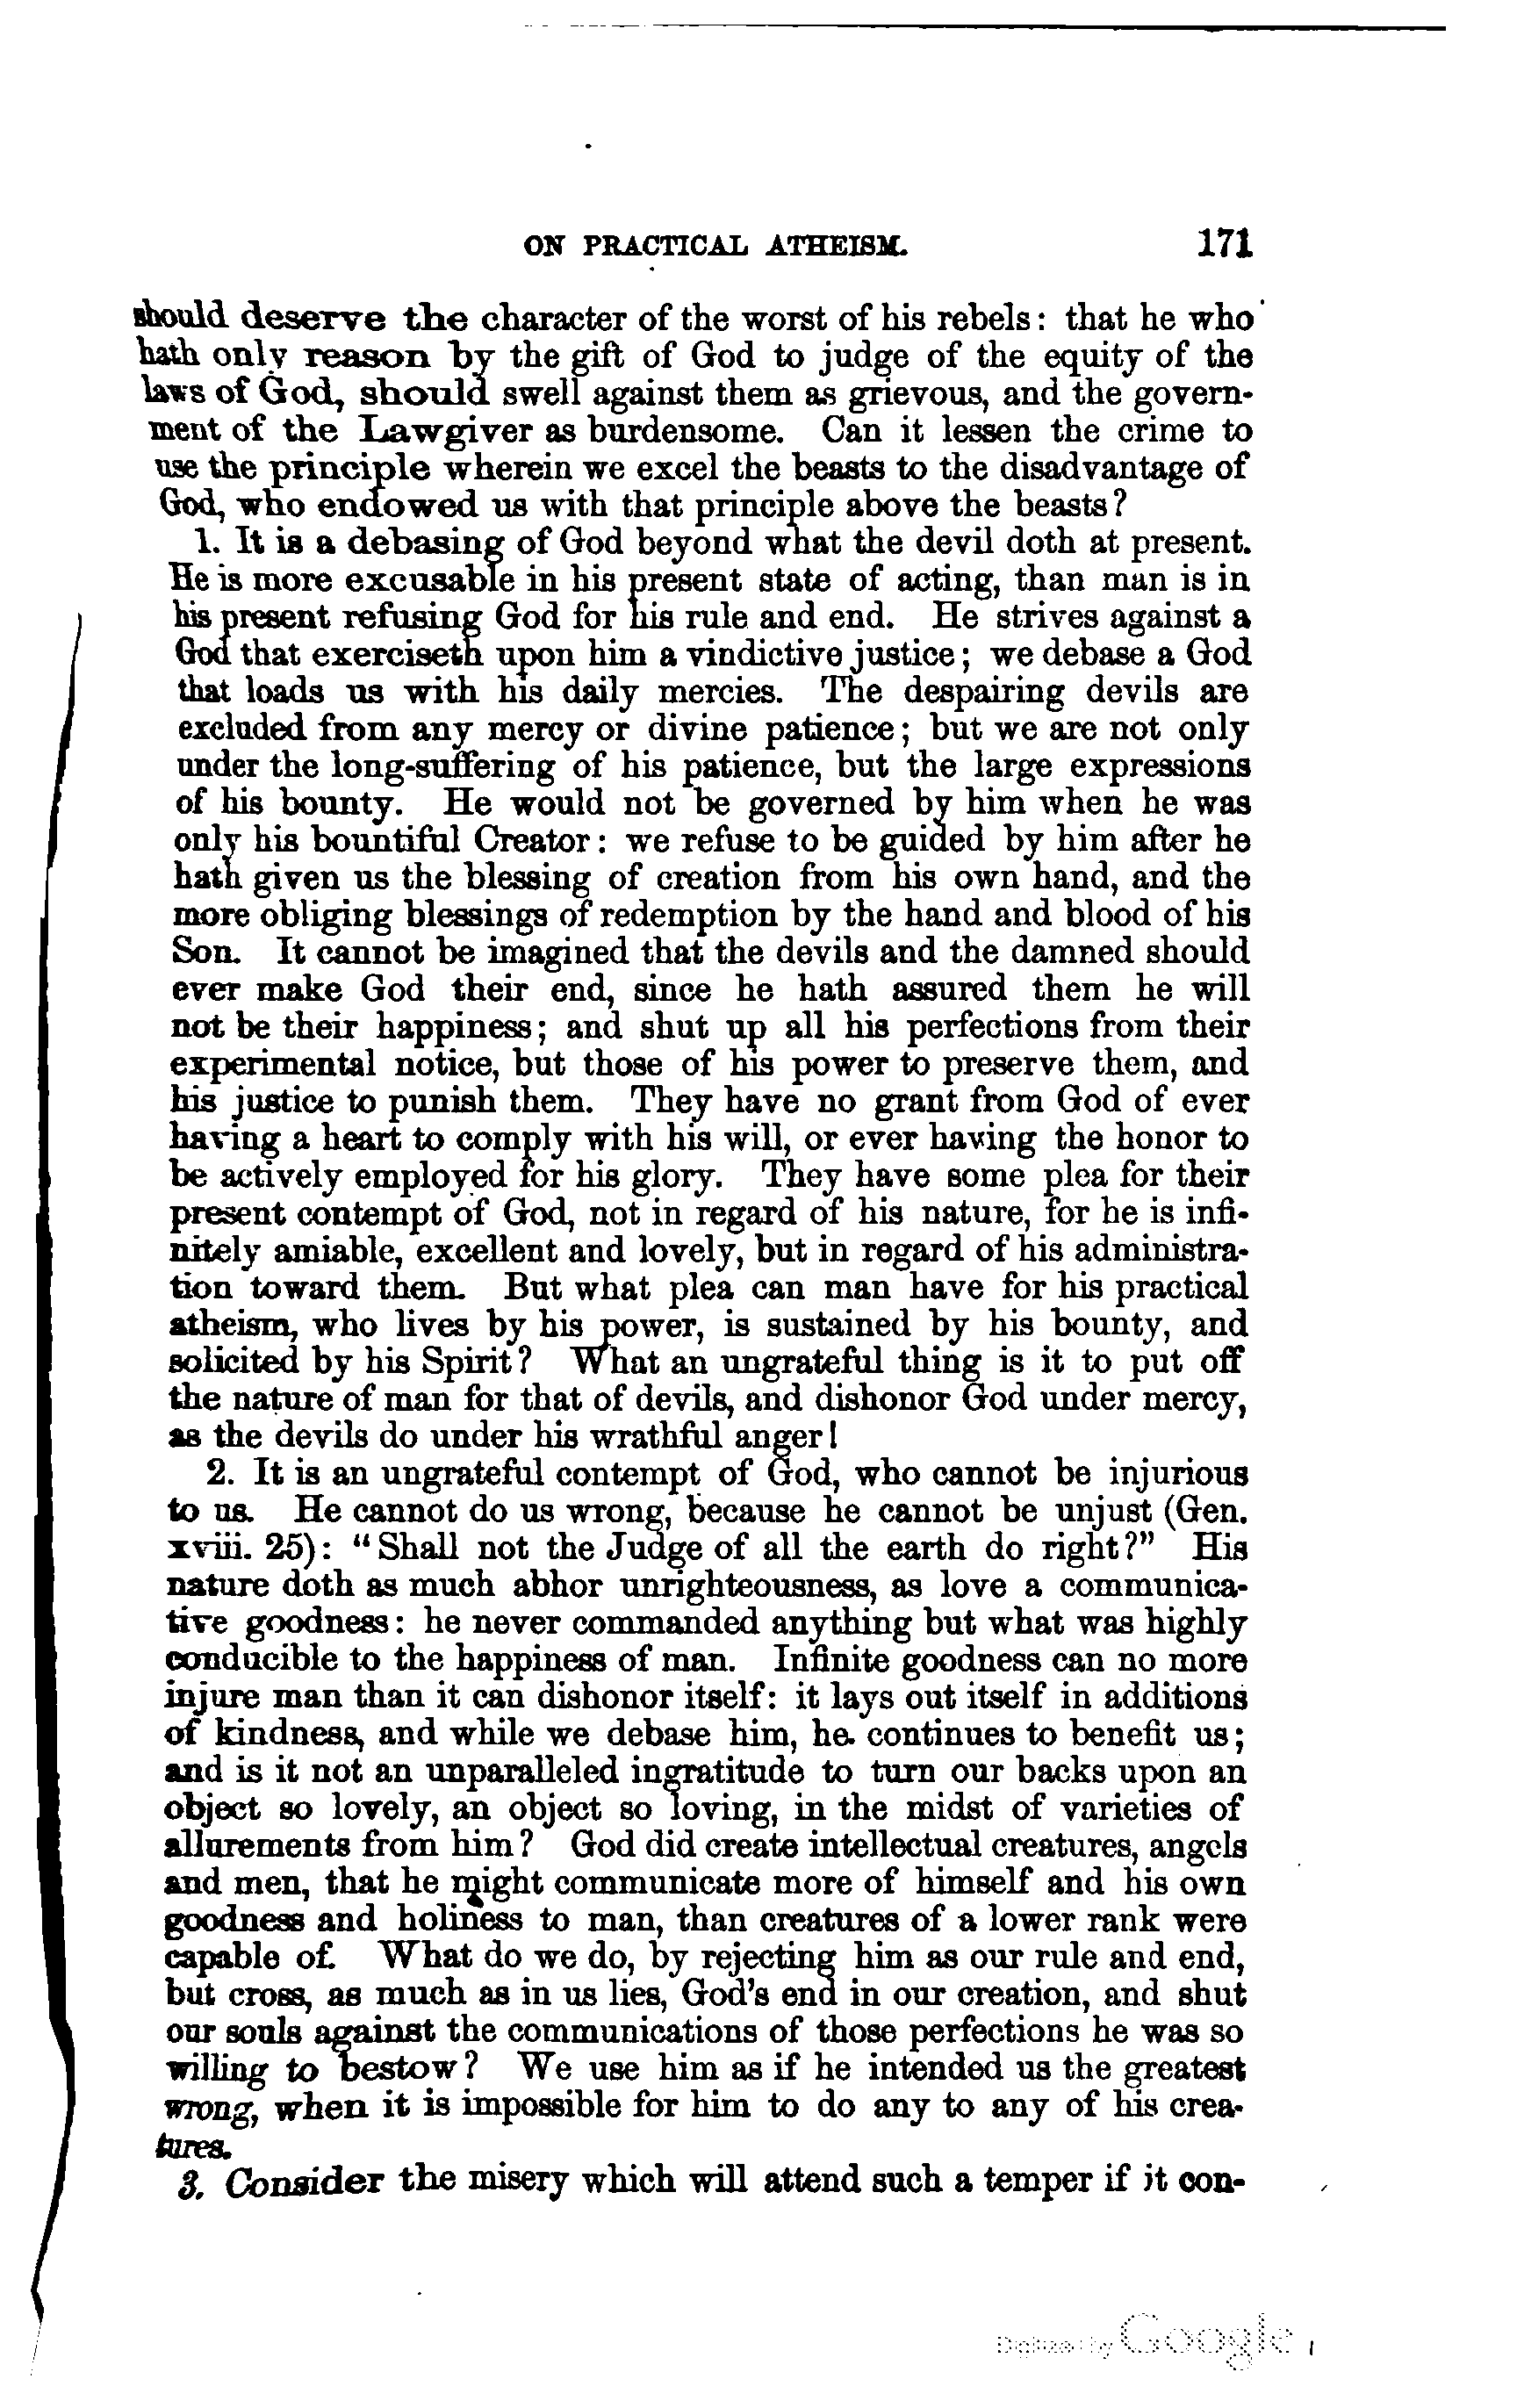 ON PRACTICAL ATHEISM. 171
should deserve the character of the worst of his rebels: that he who
hath only reason by the gift of God to judge of the equity of the
laws of God, should swell against them as grievous, and the govern-
ment of the Lawgiver as burdensome. Can it lessen the crime to
use the principle wherein we excel the beasts to the disadvantage of
God, who endowed us with that principle above the beasts?
1. It is a debasing of God beyond what the devil doth at present.
He is more excusable in his present state of acting, than man is in
his present refusing God for his rule and end. He strives against a
God that exerciseth upon him a vindictive justice; we debase a God
that loads us with his daily mercies. The despairing devils are
excluded from any mercy or divine patience; but we are not only
under the long-suffering of his patience, but the large expressions
of his bounty. He would not be governed by him when he was
only his bountiful Creator: we refuse to be guided by him after he
hath given us the blessing of creation from his own hand, and the
more obliging blessings of redemption by the hand and blood of his
Son. It cannot be imagined that the devils and the damned should
ever make God their end, since he hath assured them he will
not be their happiness; and shut up all his perfections from their
experimental notice, but those of his power to preserve them, and
his justice to punish them. They have no grant from God of ever
having a heart to comply with his will, or ever having the honor to
be actively employed for his glory. They have some plea for their
present contempt of God, not in regard of his nature, for he is infi-
nitely amiable, excellent and lovely, but in regard of his administra-
tion toward them. But what plea can man have for his practical
atheism, who lives by his power, is sustained by his bounty, and
solicited by his Spirit? What an ungrateful thing is it to put off
the nature of man for that of devils, and dishonor God under mercy,
as the devils do under his wrathful anger!
2. It is an ungrateful contempt of God, who cannot be injurious
to us. He cannot do us wrong, because he cannot be unjust (Gen.
xviii. 25): "Shall not the Judge of all the earth do right?" His
nature doth as much abhor unrighteousness, as love a communica-
tive goodness: he never commanded anything but what was highly
conducible to the happiness of man. Infinite goodness can no more
injure man than it can dishonor itself: it lays out itself in additions
of kindness, and while we debase him, he continues to benefit us;
and is it not an unparalleled ingratitude to turn our backs upon an
object so lovely, an object so loving, in the midst of varieties of
allurements from him? God did create intellectual creatures, angels
and men, that he might communicate more of himself and his own
goodness and holiness to man, than creatures of a lower rank were
capable of. What do we do, by rejecting him as our rule and end,
but cross, as much as in us lies, God's end in our creation, and shut
our souls against the communications of those perfections he was so
willing to bestow? We use him as if he intended us the greatest
wrong, when it is impossible for him to do any to any of his crea-
tures.
3. Consider the misery which will attend such a temper if it con-
Digitized by Google